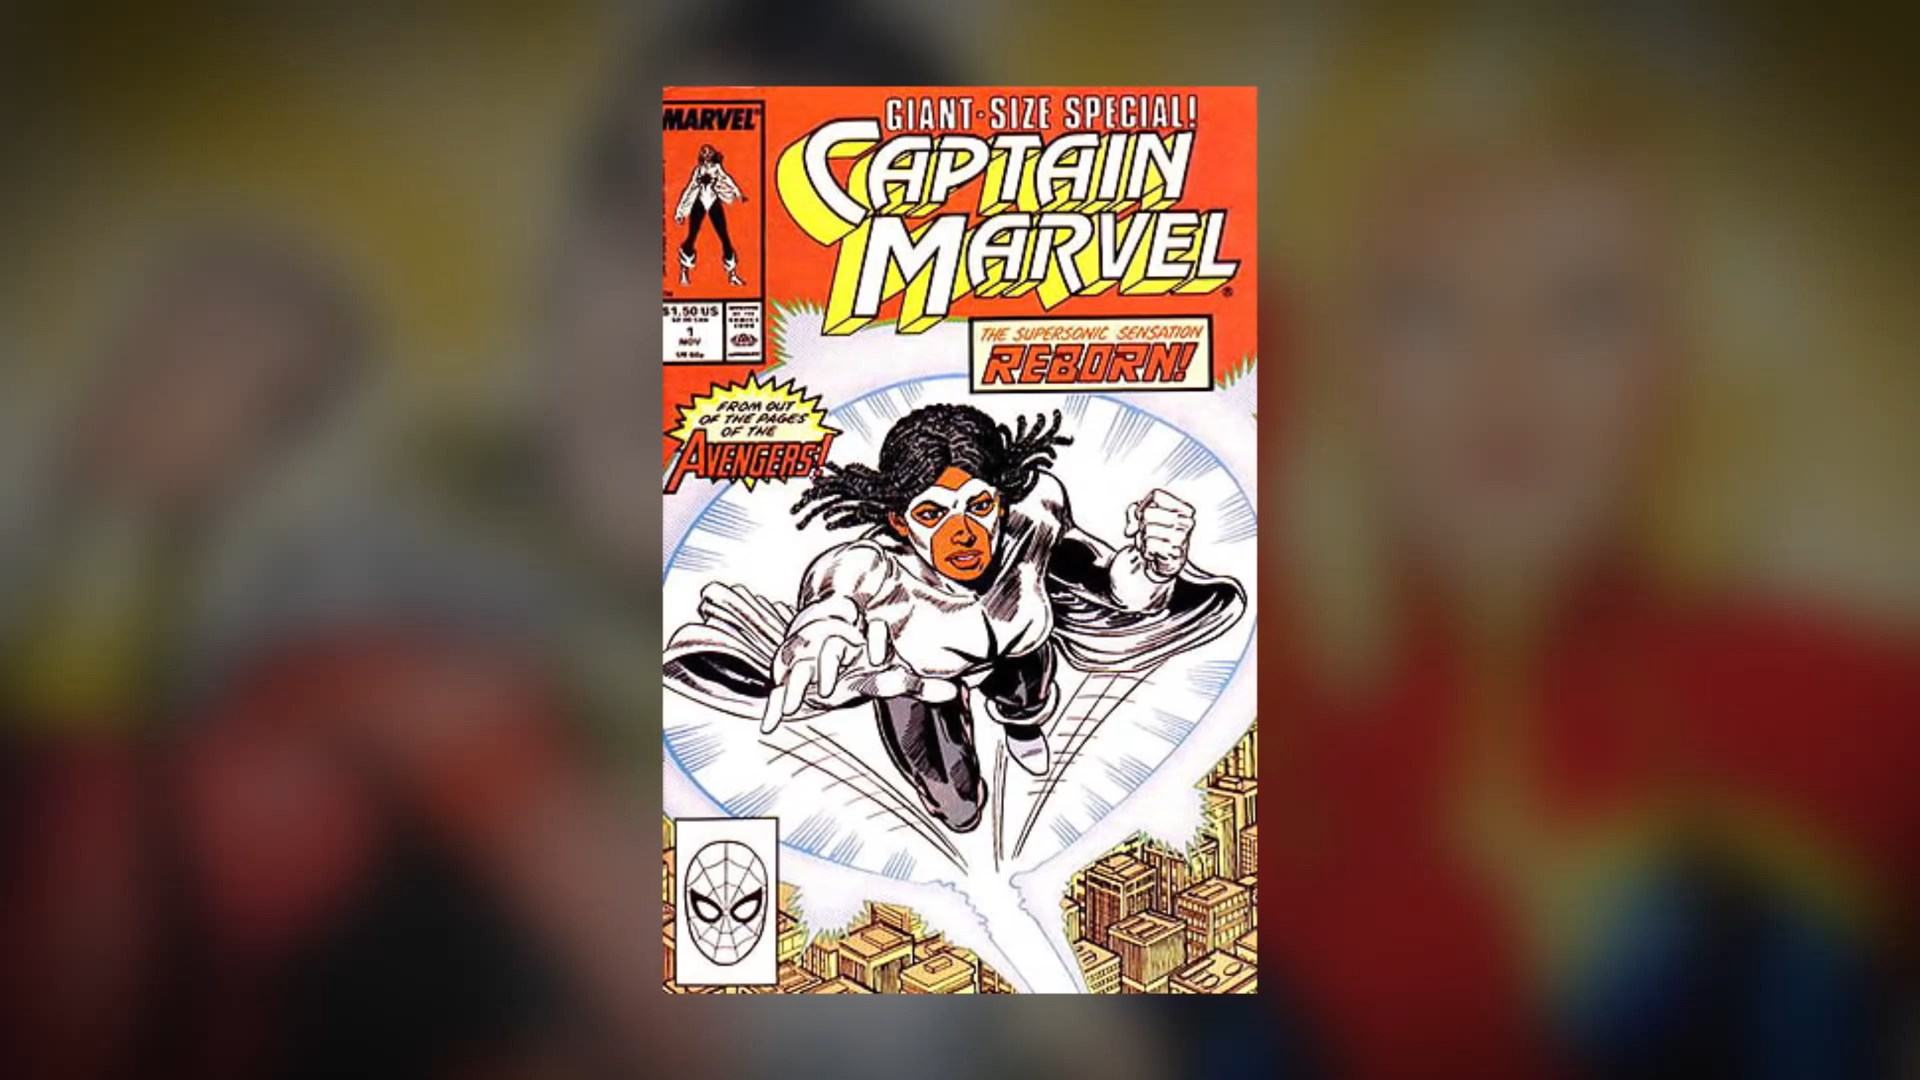 MARVEL
GIANT-SIZE SPECIAL!
CAPTAIN
MARVEL
$1.50 US
1
NOV
THE SUPERSONIC SENSATION
REBORN!
FROM OUT
OF THE PAGES
OF THE
AVENGERS!